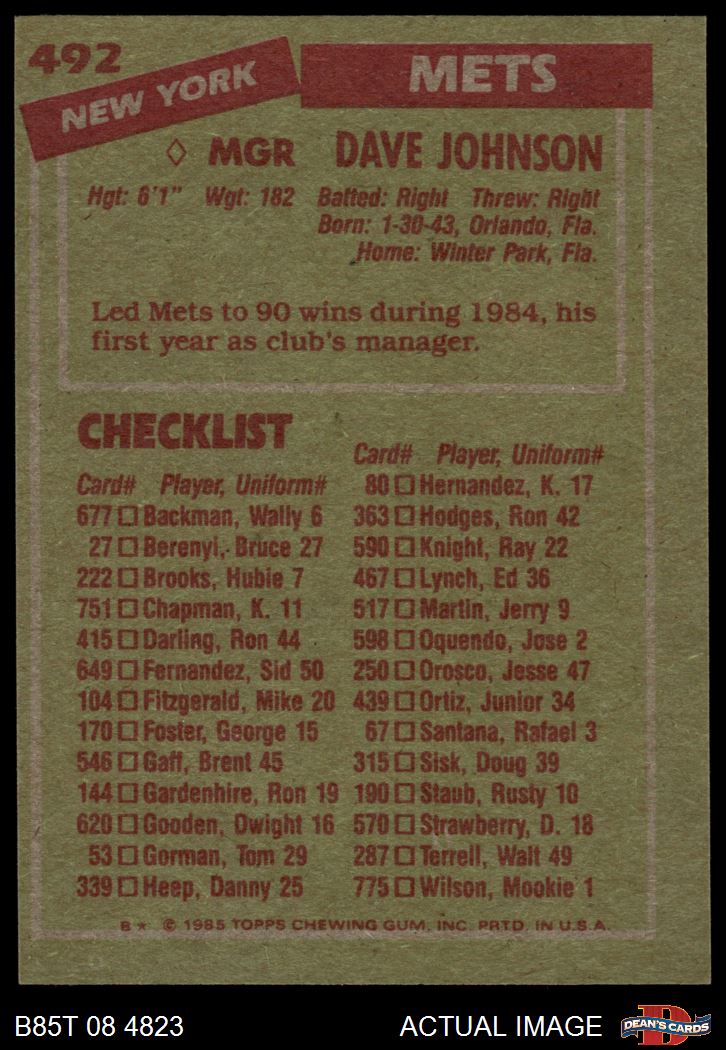 492
NEW YORK
METS
◇ MGR DAVE JOHNSON
Hgt: 6'1" Wgt: 182 Batted: Right Threw: Right
Born: 1-30-43, Orlando, Fla.
Home: Winter Park, Fla.
Led Mets to 90 wins during 1984, his
first year as club's manager.
CHECKLIST
Card# Player, Uniform#
677 □ Backman, Wally 6
27 □ Berenyi, Bruce 27
222 □ Brooks, Hubie 7
751 □ Chapman, K. 11
415 □ Darling, Ron 44
649 □ Fernandez, Sid 50
104 □ Fitzgerald, Mike 20
170 □ Foster, George 15
546 □ Gaff, Brent 45
144 □ Gardenhire, Ron 19
620 □ Gooden, Dwight 16
53 □ Gorman, Tom 29
339 □ Heep, Danny 25
Card# Player, Uniform#
80 □ Hernandez, K. 17
363 □ Hodges, Ron 42
590 □ Knight, Ray 22
467 □ Lynch, Ed 36
517 □ Martin, Jerry 9
598 □ Oquendo, Jose 2
250 □ Orosco, Jesse 47
439 □ Ortiz, Junior 34
67 □ Santana, Rafael 3
315 □ Sisk, Doug 39
190 □ Staub, Rusty 10
570 □ Strawberry, D. 18
287 □ Terrell, Walt 49
775 □ Wilson, Mookie 1
B★ © 1985 TOPPS CHEWING GUM, INC. PRTD. IN U.S.A.
B85T 08 4823
ACTUAL IMAGE
D
DEAN'S CARDS